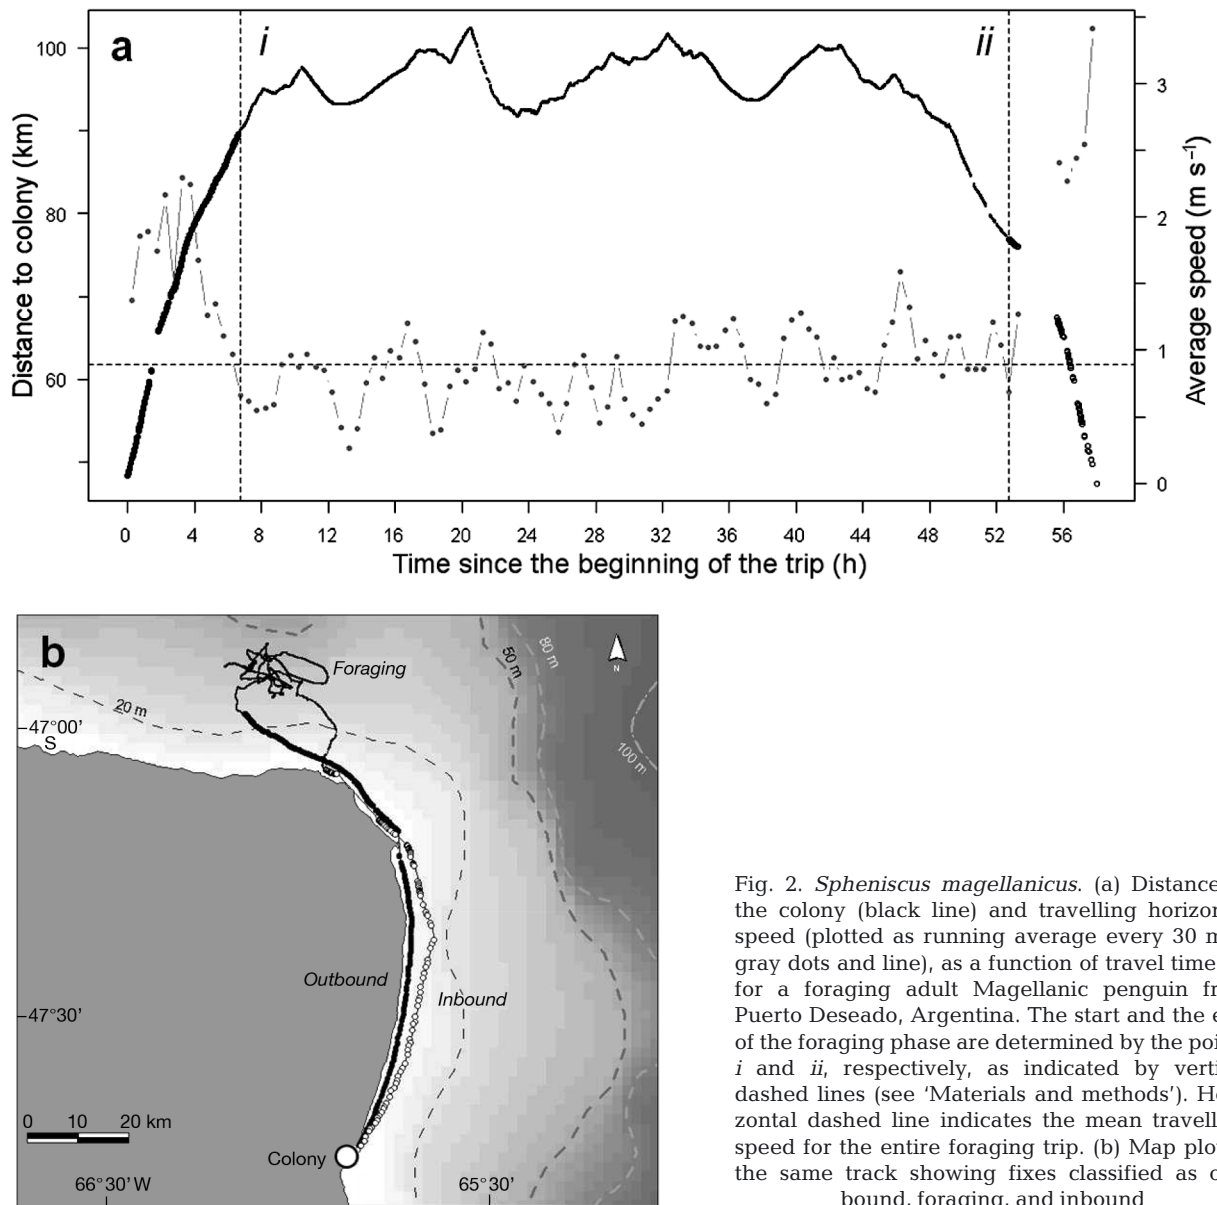 a
i
ii
Distance to colony (km)
100
80
60
3
2
1
0
Average speed (m s⁻¹)
0 4 8 12 16 20 24 28 32 36 40 44 48 52 56
Time since the beginning of the trip (h)
b
Foraging
20 m
50 m
80 m
100 m
N
47°00’
S
Outbound
Inbound
47°30’
0 10 20 km
Colony
66°30’ W
65°30’
Fig. 2. Spheniscus magellanicus. (a) Distance
the colony (black line) and travelling horizon
speed (plotted as running average every 30 m
gray dots and line), as a function of travel time
for a foraging adult Magellanic penguin fr
Puerto Deseado, Argentina. The start and the e
of the foraging phase are determined by the poi
i and ii, respectively, as indicated by verti
dashed lines (see ‘Materials and methods’). Ho
zontal dashed line indicates the mean travell
speed for the entire foraging trip. (b) Map plot
the same track showing fixes classified as o
bound, foraging, and inbound